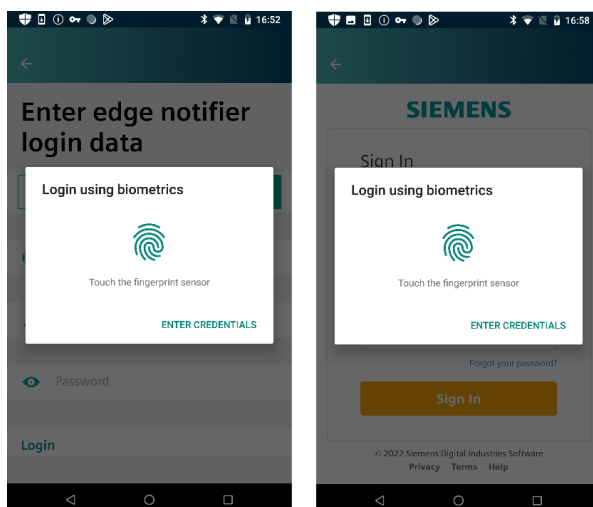 16:52
Enter edge notifier
login data
Login using biometrics
Touch the fingerprint sensor
ENTER CREDENTIALS
Password
Login
16:58
SIEMENS
Sign In
Login using biometrics
Touch the fingerprint sensor
ENTER CREDENTIALS
Forgot your password?
Sign In
© 2022 Siemens Digital Industries Software
Privacy Terms Help